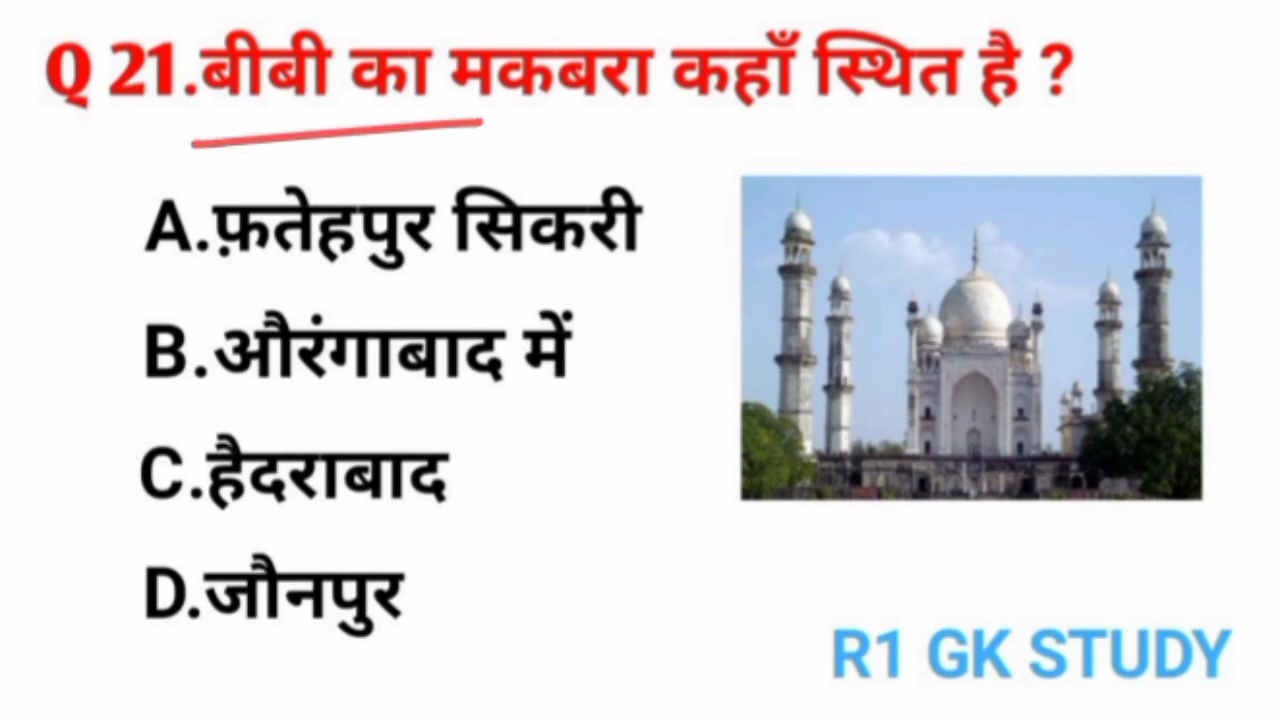 Q 21.बीबी का मकबरा कहाँ स्थित है ?
A.फ़तेहपुर सिकरी
B.औरंगाबाद में
C.हैदराबाद
D.जौनपुर
R1 GK STUDY